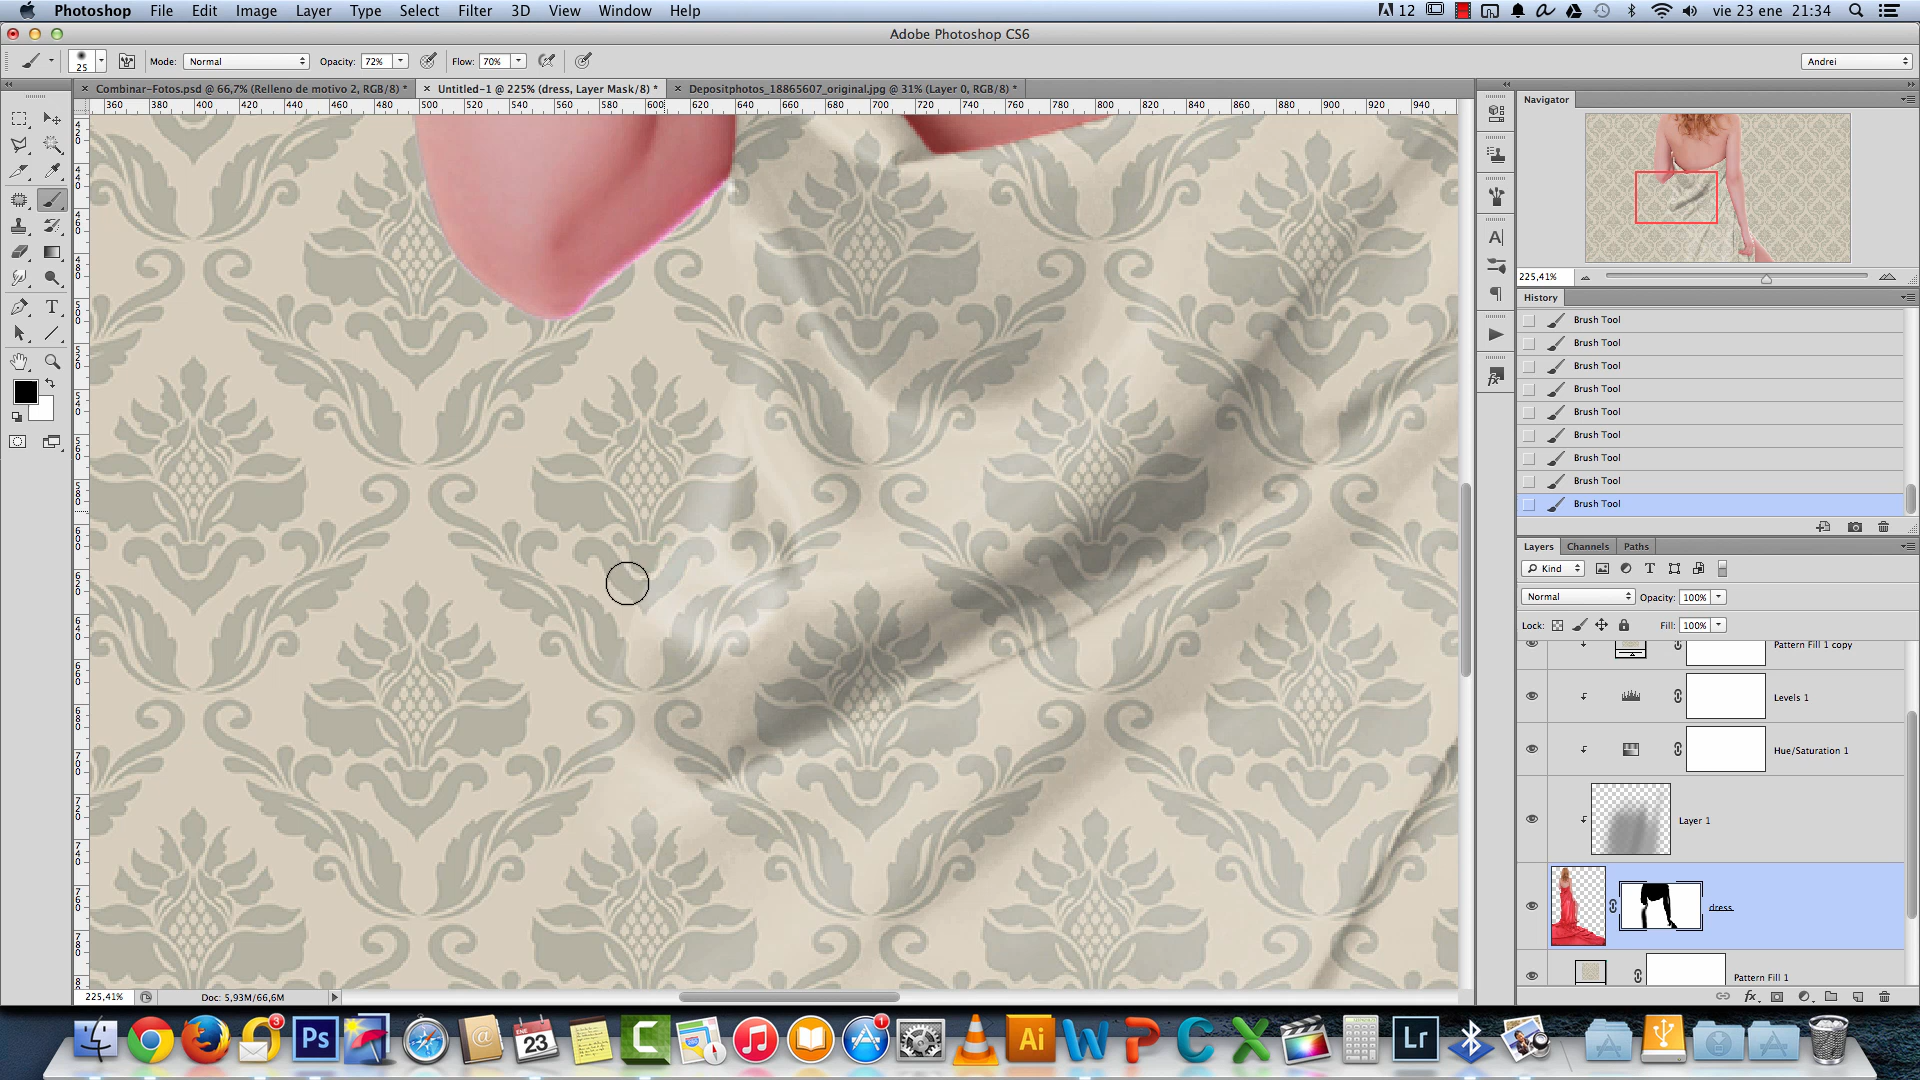 Photoshop File Edit Image Layer Type Select Filter 3D View Window Help 12 vie 23 ene 21:34
Adobe Photoshop CS6
25 Mode: Normal Opacity: 72% Flow: 70% Andrei
Combinar-Fotos.psd @ 66,7% (Relleno de motivo 2, RGB/8) * Untitled-1 @ 225% (dress, Layer Mask/8) * Depositphotos_18865607_original.jpg @ 31% (Layer 0, RGB/8) *
360 380 400 420 440 460 480 500 520 540 560 580 600 620 640 660 680 700 720 740 760 780 800 820 840 860 880 900 920 940
Navigator
225,41%
History
Brush Tool
Brush Tool
Brush Tool
Brush Tool
Brush Tool
Brush Tool
Brush Tool
Brush Tool
Brush Tool
Layers Channels Paths
Kind
Normal Opacity: 100%
Lock: Fill: 100%
Pattern Fill 1 copy
Levels 1
Hue/Saturation 1
Layer 1
dress
Pattern Fill 1
225,41% Doc: 5,93M/66,6M
3 Ps 23 1 Ai Lr